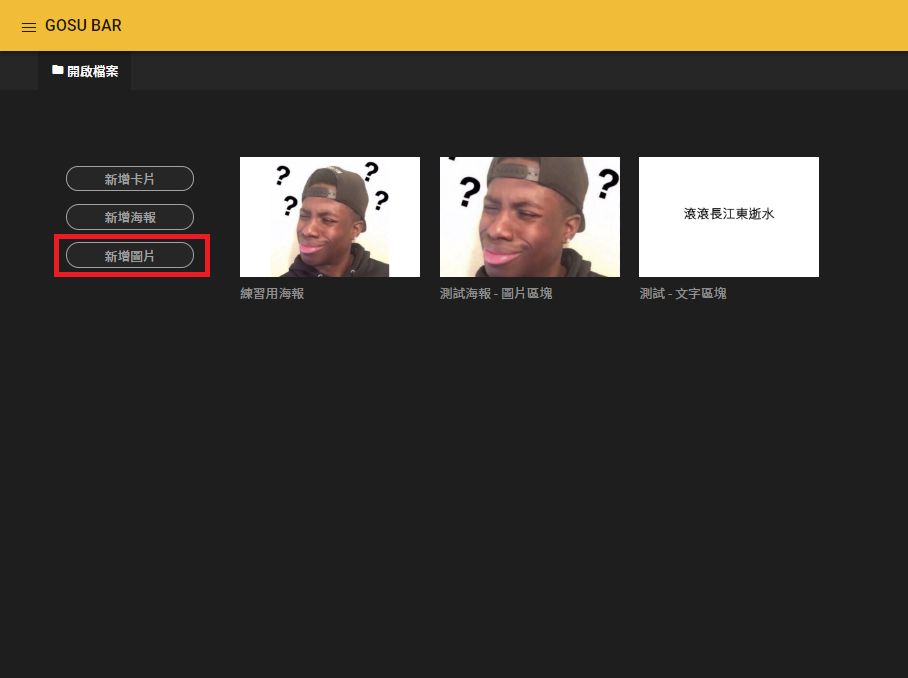 GOSU BAR
開啟檔案
新增卡片
新增海報
新增圖片
? ? ? ?
? ?
滾滾長江東逝水
練習用海報
測試海報 - 圖片區塊
測試 - 文字區塊